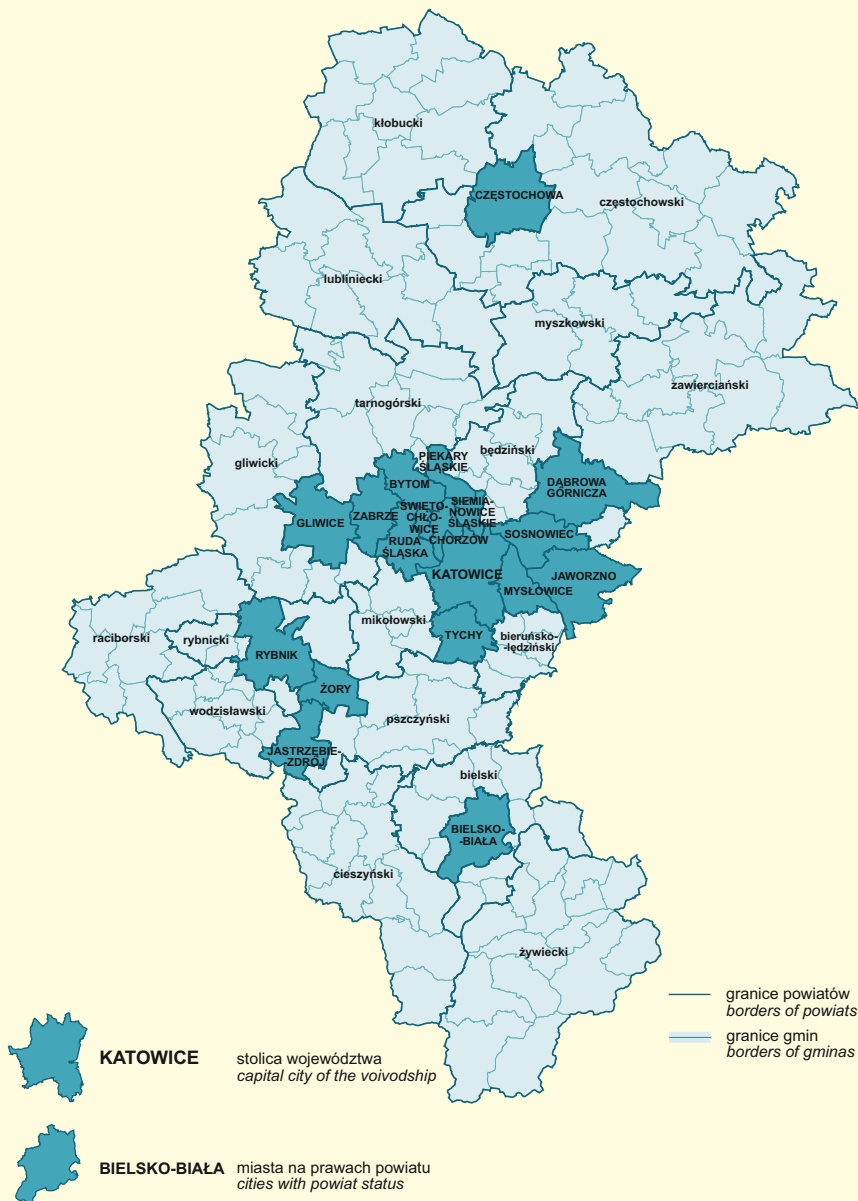 kłobucki
CZĘSTOCHOWA
częstochowski
lubliniecki
myszkowski
zawierciański
tarnogórski
gliwicki
będziński
PIEKARY
ŚLĄSKIE
BYTOM
DĄBROWA
GÓRNICZA
GLIWICE
ZABRZE
ŚWIĘTO-
CHŁO-
WICE
SIEMIA-
NOWICE
ŚLĄSKIE
RUDA
ŚLĄSKA
CHORZÓW
SOSNOWIEC
KATOWICE
MYSŁOWICE
JAWORZNO
raciborski
rybnicki
RYBNIK
mikołowski
TYCHY
bieruńsko-
-lędziński
ŻORY
wodzisławski
pszczyński
JASTRZĘBIE-
-ZDRÓJ
bielski
BIELSKO-
-BIAŁA
cieszyński
żywiecki
granice powiatów
borders of powiats
granice gmin
borders of gminas
KATOWICE stolica województwa
capital city of the voivodship
BIELSKO-BIAŁA miasta na prawach powiatu
cities with powiat status